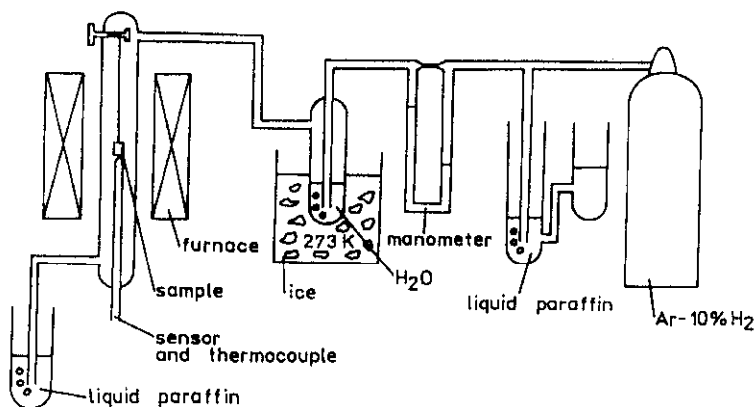 furnace
sample
sensor
and thermocouple
liquid paraffin
273 K
ice
H₂O
manometer
liquid paraffin
Ar-10%H₂